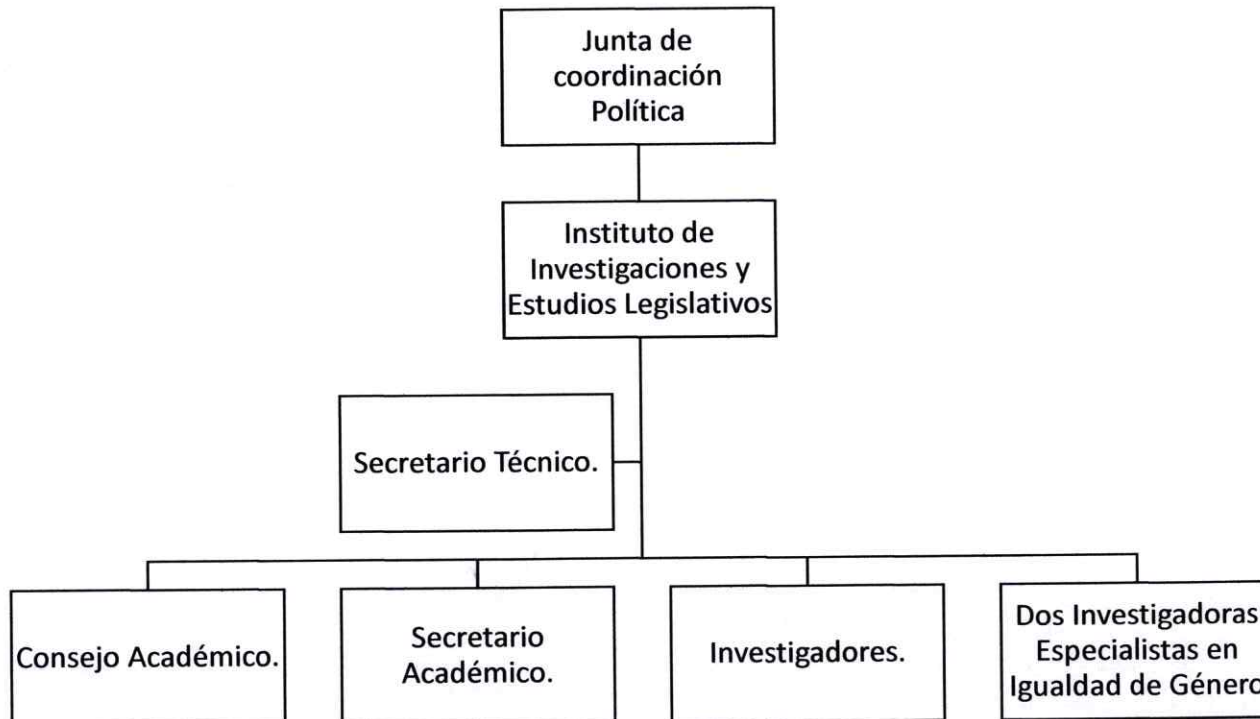 Junta de
coordinación
Política
Instituto de
Investigaciones y
Estudios Legislativos
Secretario Técnico.
Consejo Académico.
Secretario
Académico.
Investigadores.
Dos Investigadoras
Especialistas en
Igualdad de Género